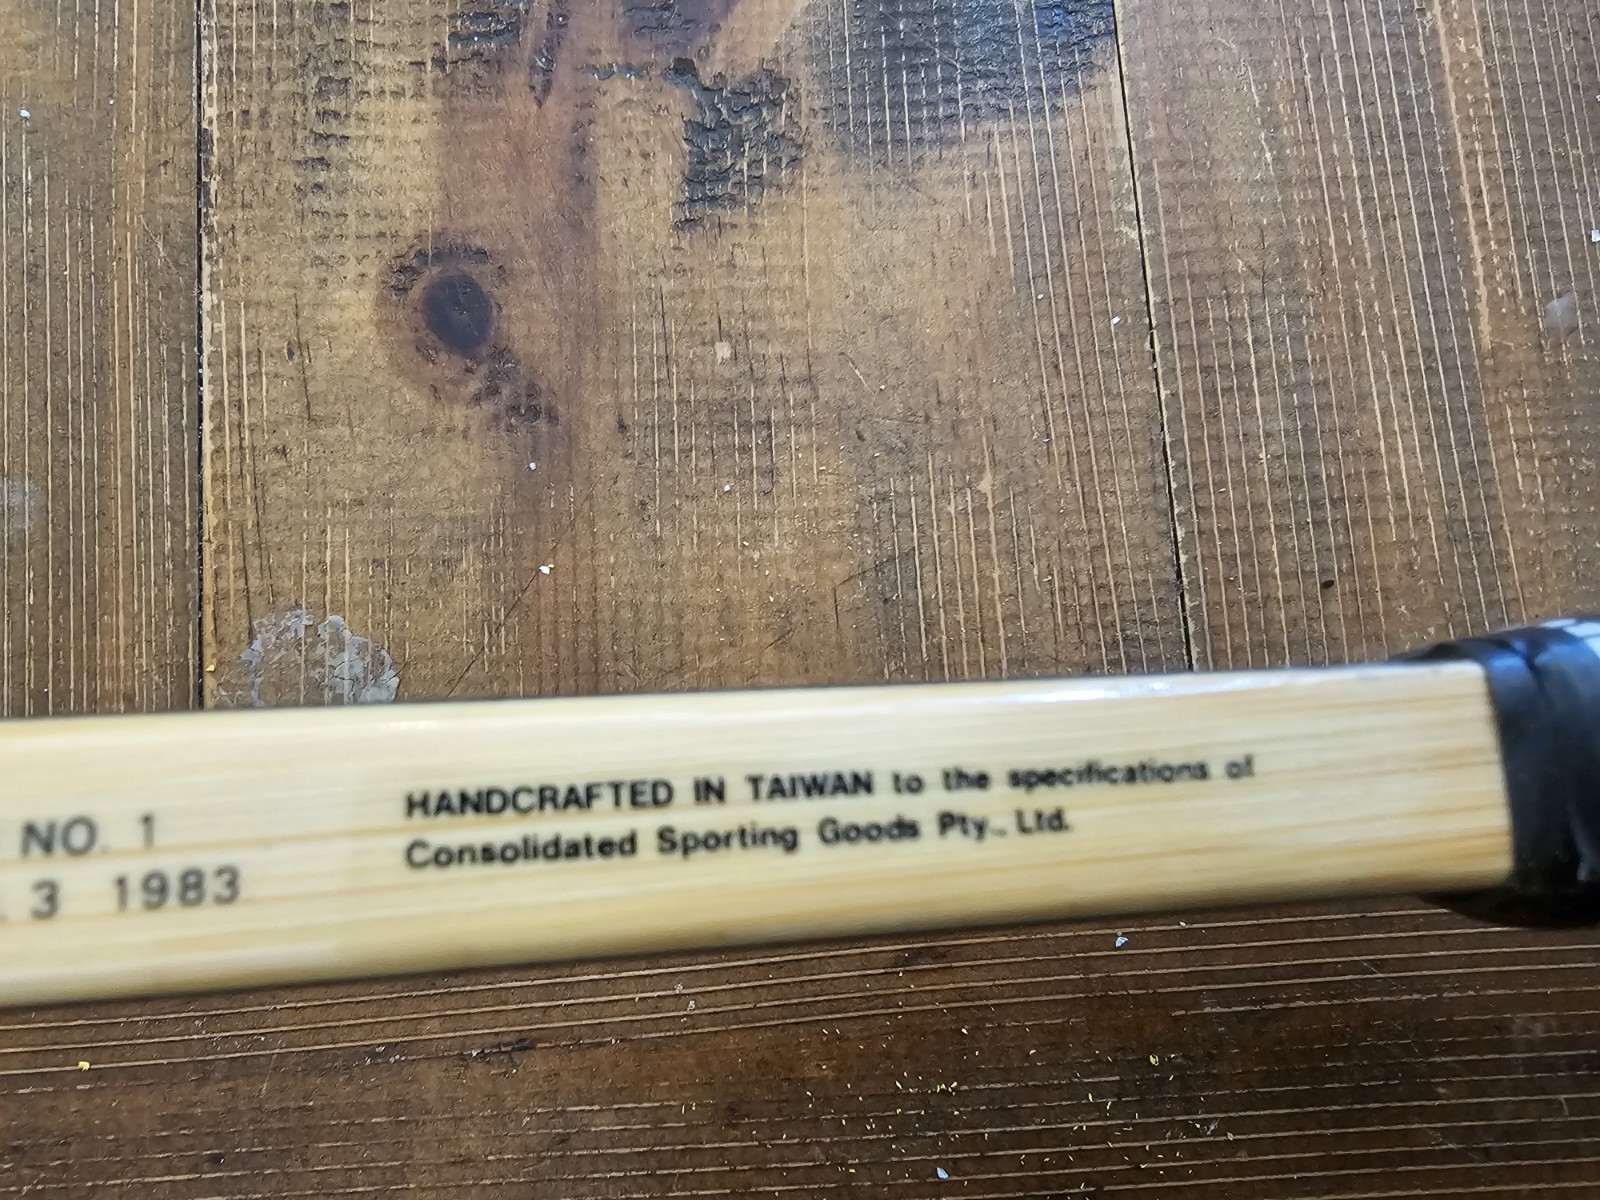 NO. 1
. 3 1983
HANDCRAFTED IN TAIWAN to the specifications of
Consolidated Sporting Goods Pty., Ltd.